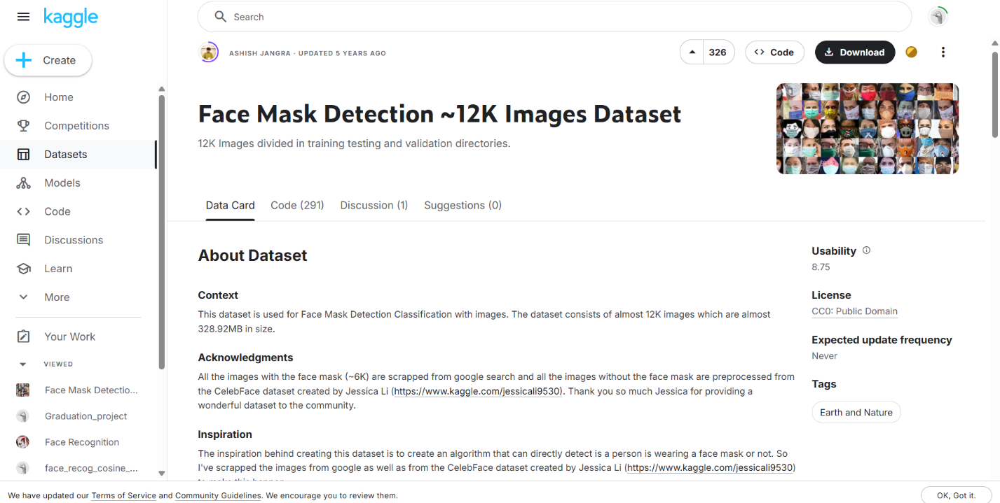 kaggle
Search
Create
Home
Competitions
Datasets
Models
Code
Discussions
Learn
More
Your Work
VIEWED
Face Mask Detectio...
Graduation_project
Face Recognition
face_recog_cosine_...
ASHISH JANGRA · UPDATED 5 YEARS AGO
326
Code
Download
Face Mask Detection ~12K Images Dataset
12K Images divided in training testing and validation directories.
Data Card
Code (291)
Discussion (1)
Suggestions (0)
About Dataset
Context
This dataset is used for Face Mask Detection Classification with images. The dataset consists of almost 12K images which are almost
328.92MB in size.
Acknowledgments
All the images with the face mask (~6K) are scrapped from google search and all the images without the face mask are preprocessed from
the CelebFace dataset created by Jessica Li (https://www.kaggle.com/jessicali9530). Thank you so much Jessica for providing a
wonderful dataset to the community.
Inspiration
The inspiration behind creating this dataset is to create an algorithm that can directly detect is a person is wearing a face mask or not. So
I've scrapped the images from google as well as from the CelebFace dataset created by Jessica Li (https://www.kaggle.com/jessicali9530)
Usability
8.75
License
CC0: Public Domain
Expected update frequency
Never
Tags
Earth and Nature
We have updated our Terms of Service and Community Guidelines. We encourage you to review them.
OK, Got it.